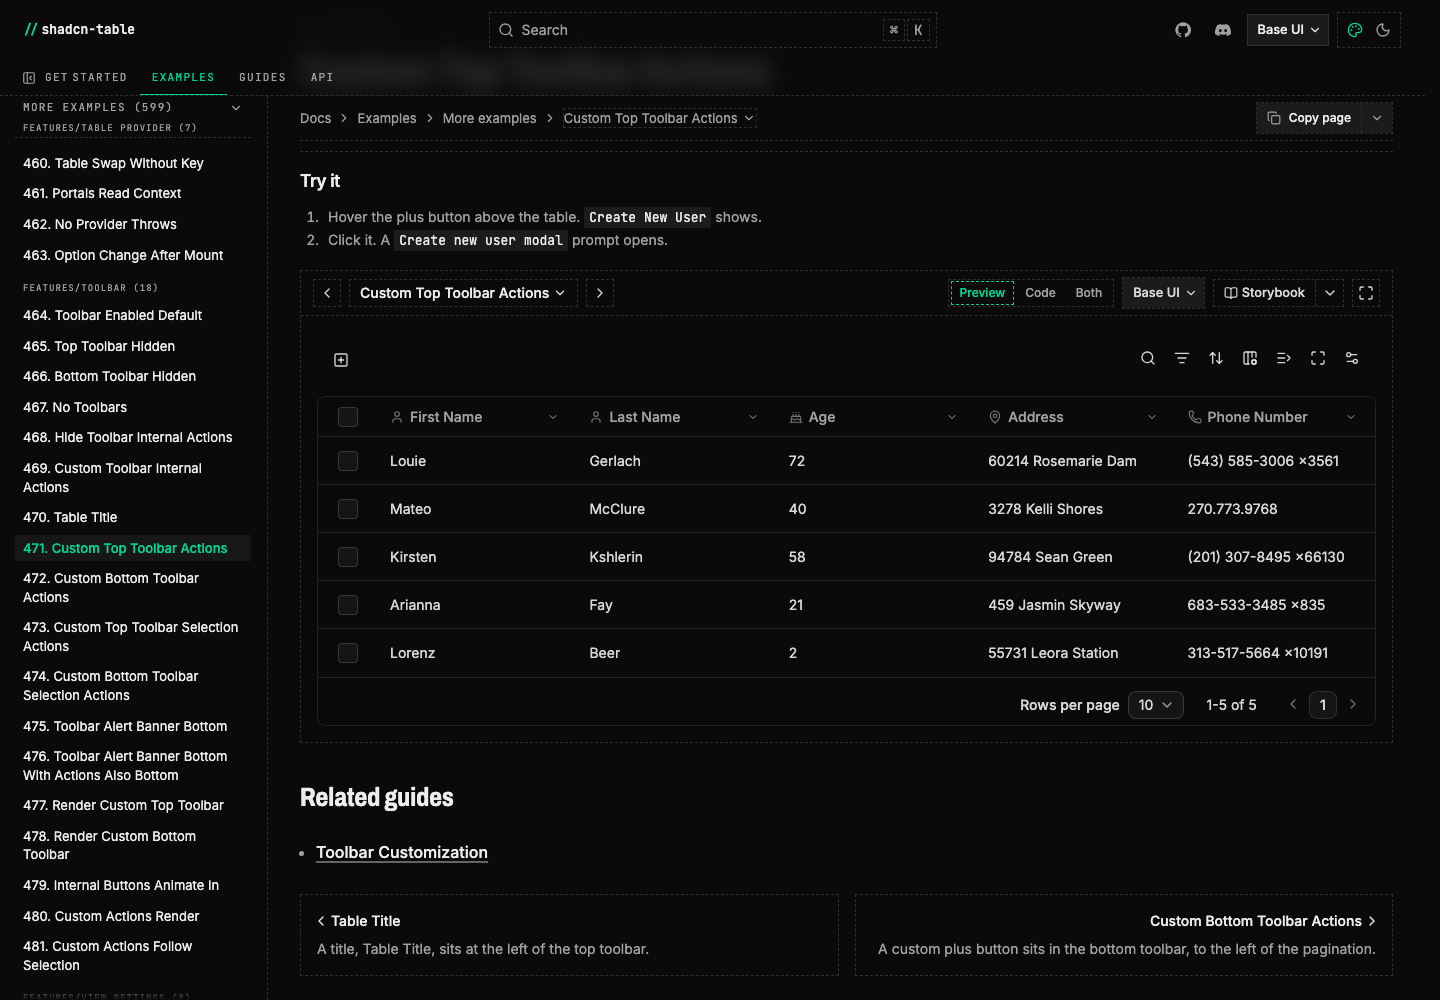 // shadcn-table
Search
⌘ K
Base UI
GET STARTED
EXAMPLES
GUIDES
API
MORE EXAMPLES (599)
FEATURES/TABLE PROVIDER (7)
460. Table Swap Without Key
461. Portals Read Context
462. No Provider Throws
463. Option Change After Mount
FEATURES/TOOLBAR (18)
464. Toolbar Enabled Default
465. Top Toolbar Hidden
466. Bottom Toolbar Hidden
467. No Toolbars
468. Hide Toolbar Internal Actions
469. Custom Toolbar Internal
Actions
470. Table Title
471. Custom Top Toolbar Actions
472. Custom Bottom Toolbar
Actions
473. Custom Top Toolbar Selection
Actions
474. Custom Bottom Toolbar
Selection Actions
475. Toolbar Alert Banner Bottom
476. Toolbar Alert Banner Bottom
With Actions Also Bottom
477. Render Custom Top Toolbar
478. Render Custom Bottom
Toolbar
479. Internal Buttons Animate In
480. Custom Actions Render
481. Custom Actions Follow
Selection
FEATURES/VIEW SETTINGS (8)
Docs > Examples > More examples > Custom Top Toolbar Actions
Copy page
Try it
1. Hover the plus button above the table. Create New User shows.
2. Click it. A Create new user modal prompt opens.
Custom Top Toolbar Actions
Preview
Code
Both
Base UI
Storybook
First Name Last Name Age Address Phone Number
Louie Gerlach 72 60214 Rosemarie Dam (543) 585-3006 ×3561
Mateo McClure 40 3278 Kelli Shores 270.773.9768
Kirsten Kshlerin 58 94784 Sean Green (201) 307-8495 ×66130
Arianna Fay 21 459 Jasmin Skyway 683-533-3485 ×835
Lorenz Beer 2 55731 Leora Station 313-517-5664 ×10191
Rows per page 10 1-5 of 5 1
Related guides
• Toolbar Customization
Table Title
A title, Table Title, sits at the left of the top toolbar.
Custom Bottom Toolbar Actions
A custom plus button sits in the bottom toolbar, to the left of the pagination.